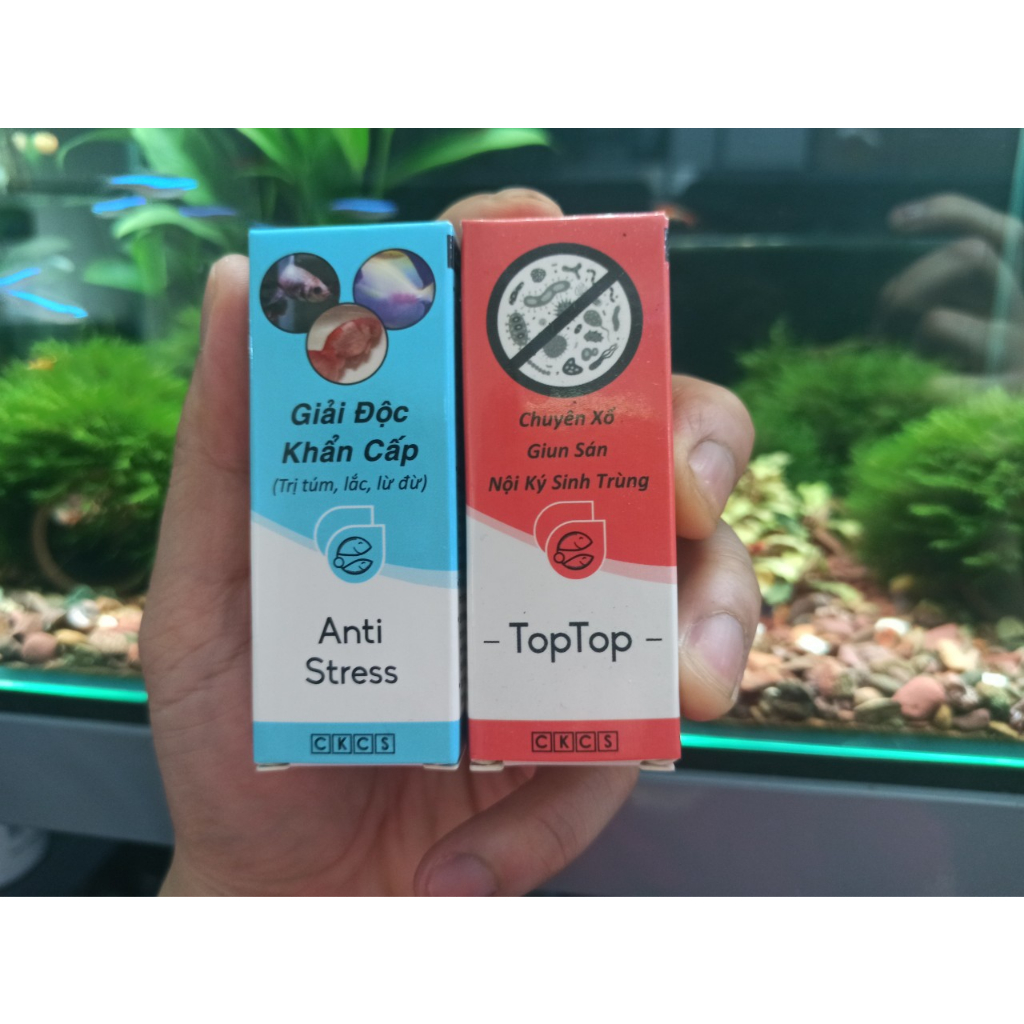 Giải Độc
Khẩn Cấp
(Trị túm, lắc, lừ đừ)
Anti
Stress
CKCS
Chuyên Xổ
Giun Sán
Nội Ký Sinh Trùng
- TopTop -
CKCS